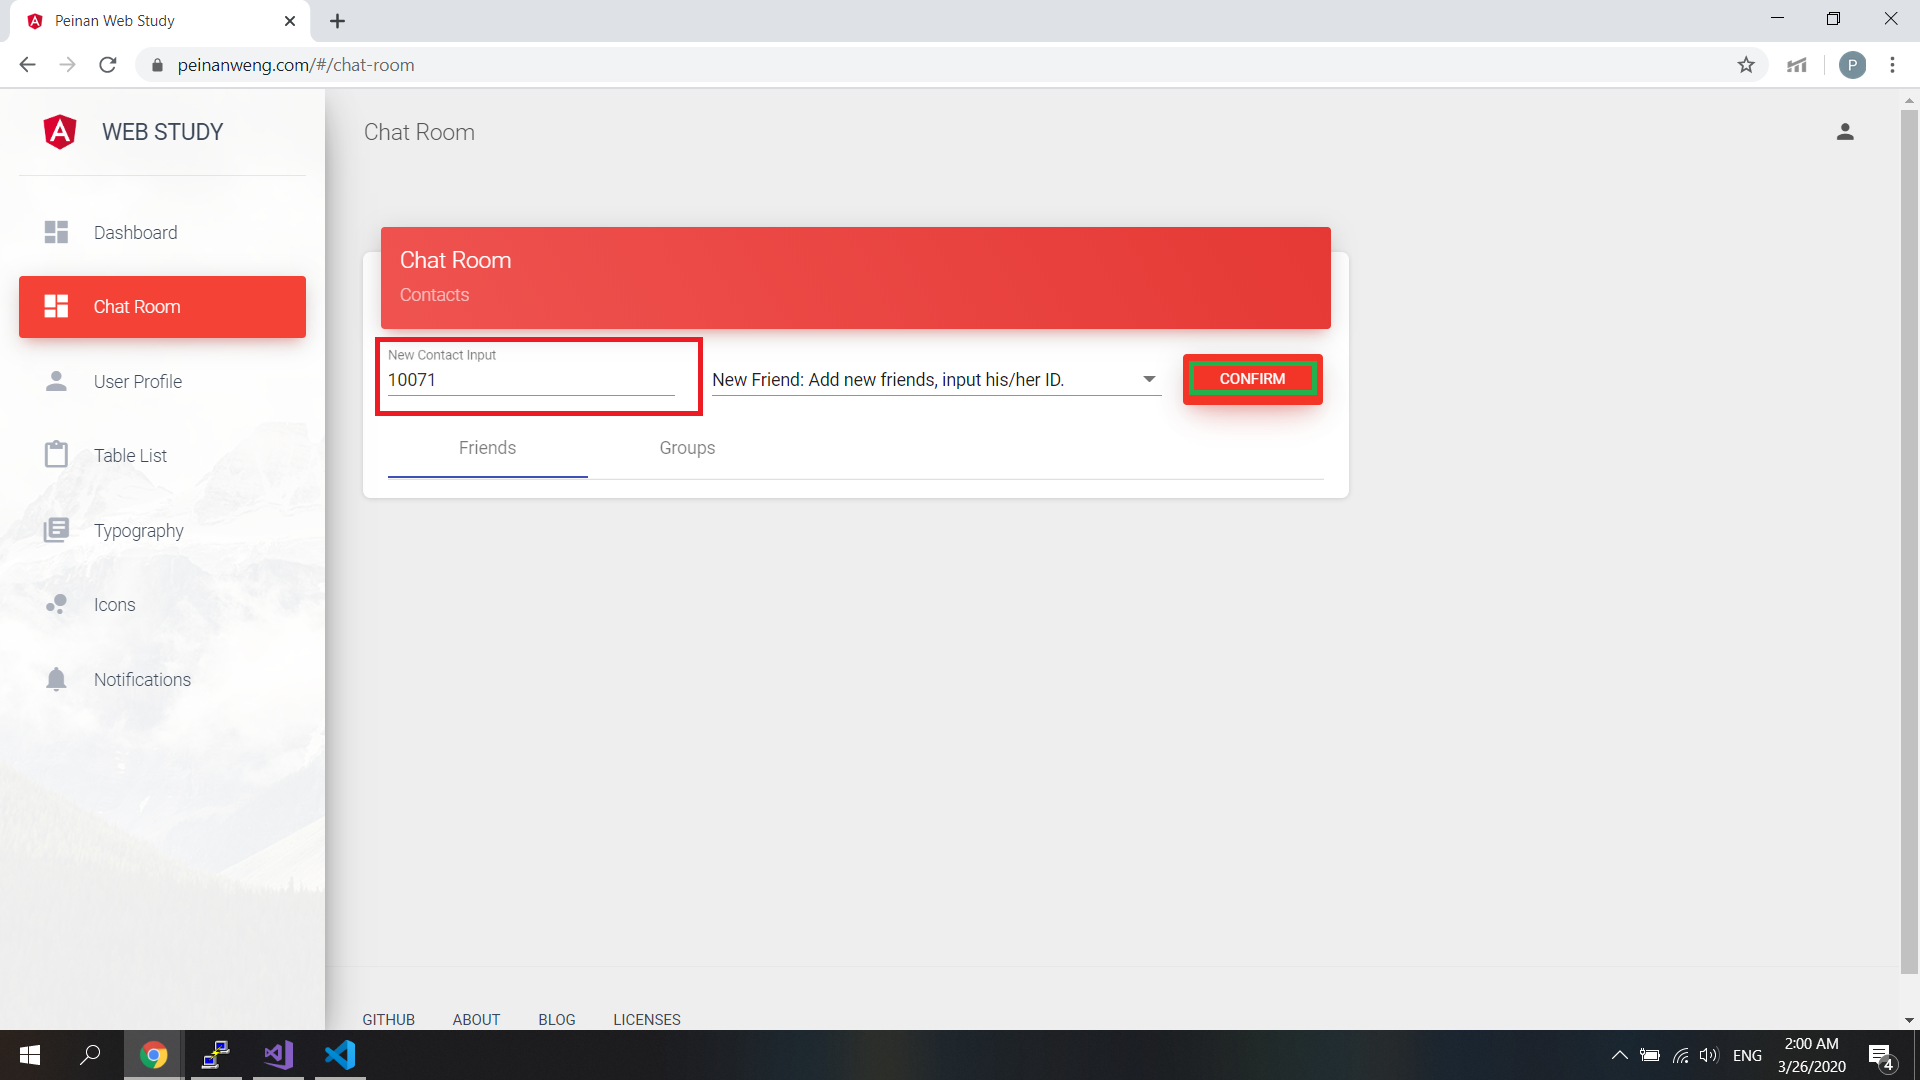 Peinan Web Study
peinanweng.com/#/chat-room
P
WEB STUDY
Chat Room
Dashboard
Chat Room
User Profile
Table List
Typography
Icons
Notifications
Chat Room
Contacts
New Contact Input
10071
New Friend: Add new friends, input his/her ID.
CONFIRM
Friends
Groups
GITHUB
ABOUT
BLOG
LICENSES
ENG
2:00 AM
3/26/2020
4